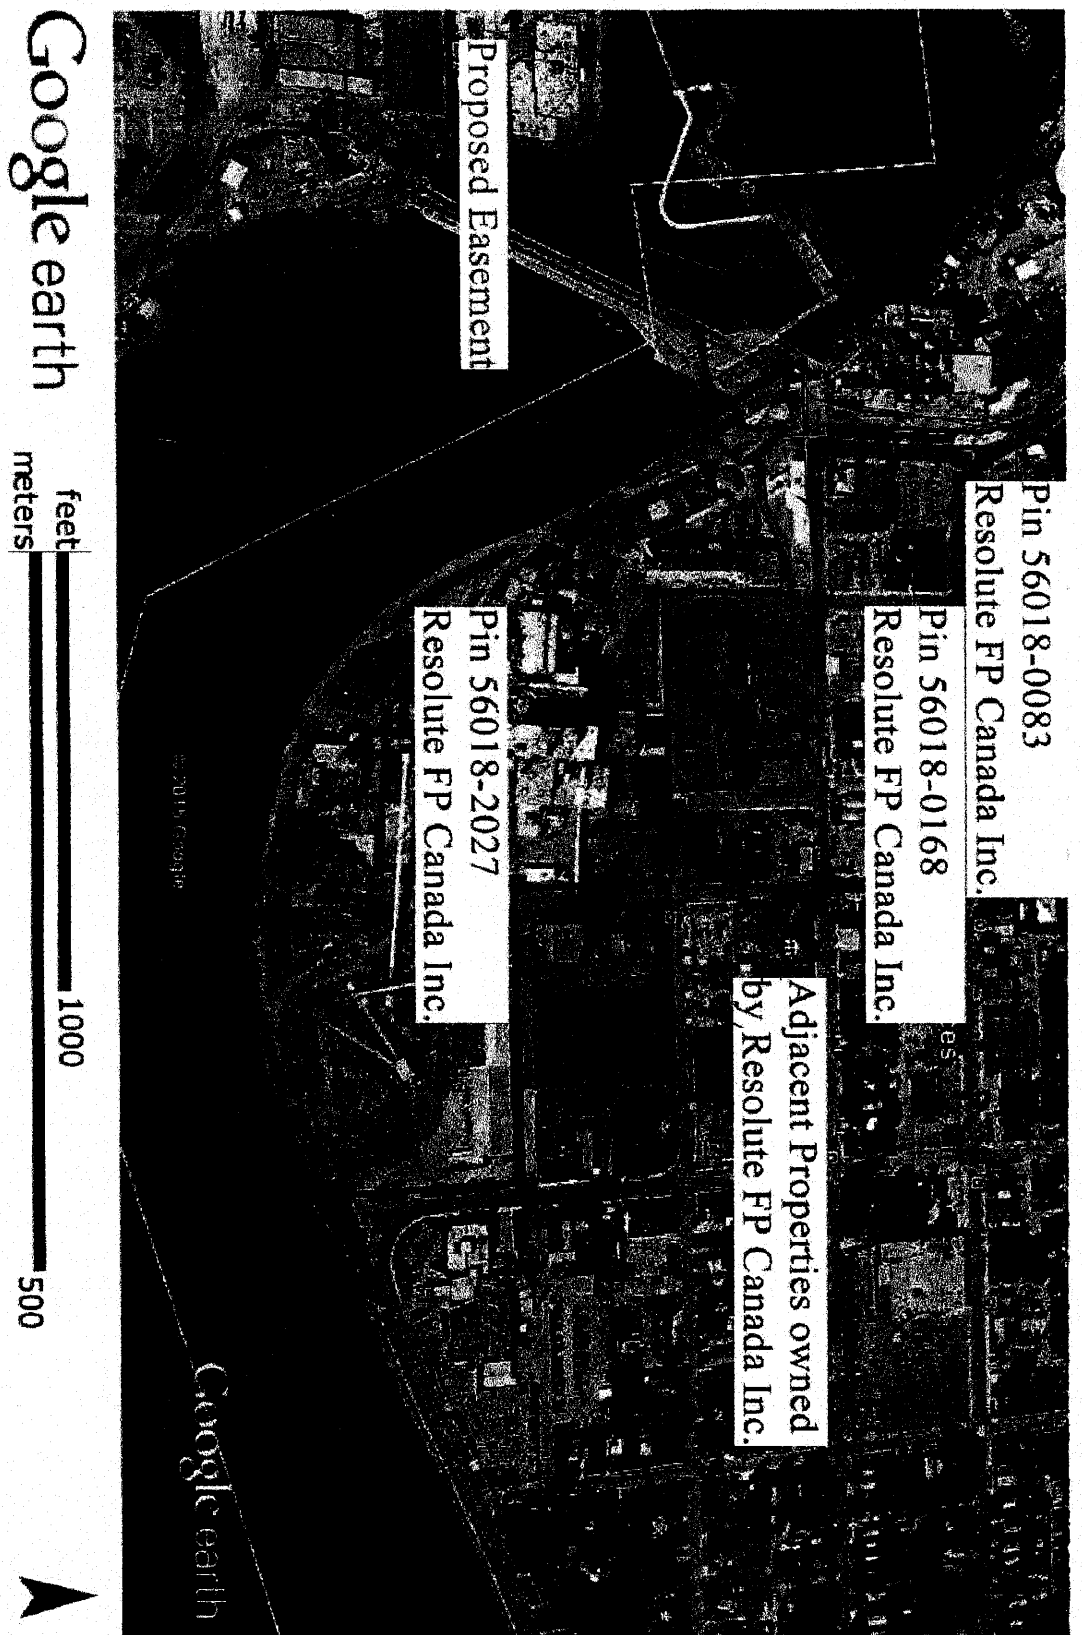 Pin 56018-0083
Resolute FP Canada Inc.
Pin 56018-0168
Resolute FP Canada Inc.
Adjacent Properties owned
by Resolute FP Canada Inc.
Proposed Easement
Pin 56018-2027
Resolute FP Canada Inc.
Google earth
Google earth
feet
1000
meters
500